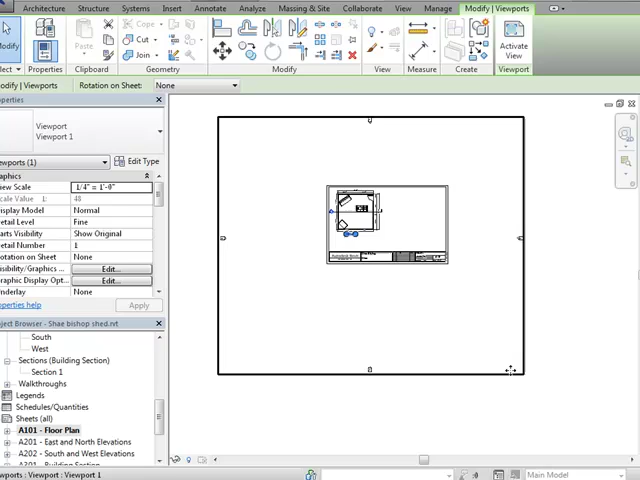 Architecture Structure Systems Insert Annotate Analyze Massing & Site Collaborate View Manage Modify | Viewports
Modify
Paste
Cope
Cut
Join
Activate
View
Select Properties Clipboard Geometry Modify View Measure Create Viewport
Modify | Viewports Rotation on Sheet: None
Properties
Viewport
Viewport 1
Viewports (1) Edit Type
Graphics
View Scale 1/4" = 1'-0"
Scale Value 1: 48
Display Model Normal
Detail Level Fine
Parts Visibility Show Original
Detail Number 1
Rotation on Sheet None
Visibility/Graphics ... Edit...
Graphic Display Opt... Edit...
Underlay None
Properties help Apply
Project Browser - Shae bishop shed.rvt
South
West
Sections (Building Section)
Section 1
Walkthroughs
Legends
Schedules/Quantities
Sheets (all)
A101 - Floor Plan
A201 - East and North Elevations
A202 - South and West Elevations
A301 - Building Section
Viewports : Viewport : Viewport 1 :0 Main Model